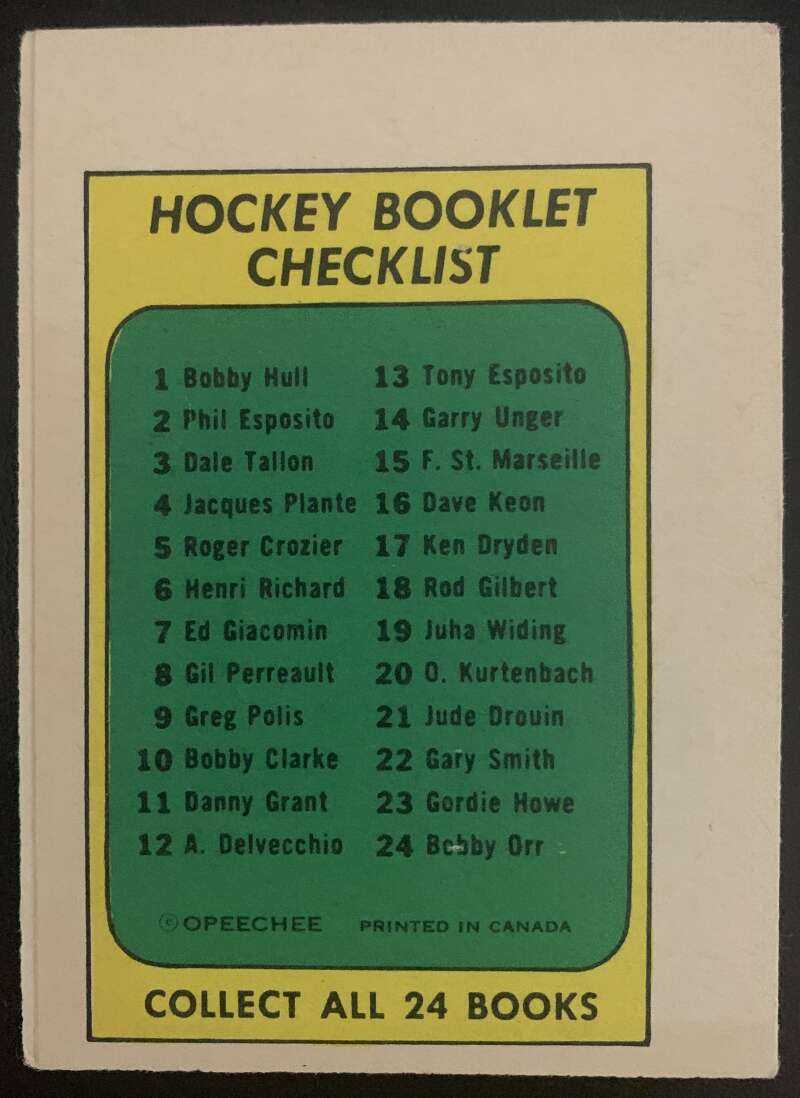 HOCKEY BOOKLET
CHECKLIST
1 Bobby Hull
2 Phil Esposito
3 Dale Tallon
4 Jacques Plante
5 Roger Crozier
6 Henri Richard
7 Ed Giacomin
8 Gil Perreault
9 Greg Polis
10 Bobby Clarke
11 Danny Grant
12 A. Delvecchio
13 Tony Esposito
14 Garry Unger
15 F. St. Marseille
16 Dave Keon
17 Ken Dryden
18 Rod Gilbert
19 Juha Widing
20 O. Kurtenbach
21 Jude Drouin
22 Gary Smith
23 Gordie Howe
24 Bobby Orr
© OPEECHEE PRINTED IN CANADA
COLLECT ALL 24 BOOKS